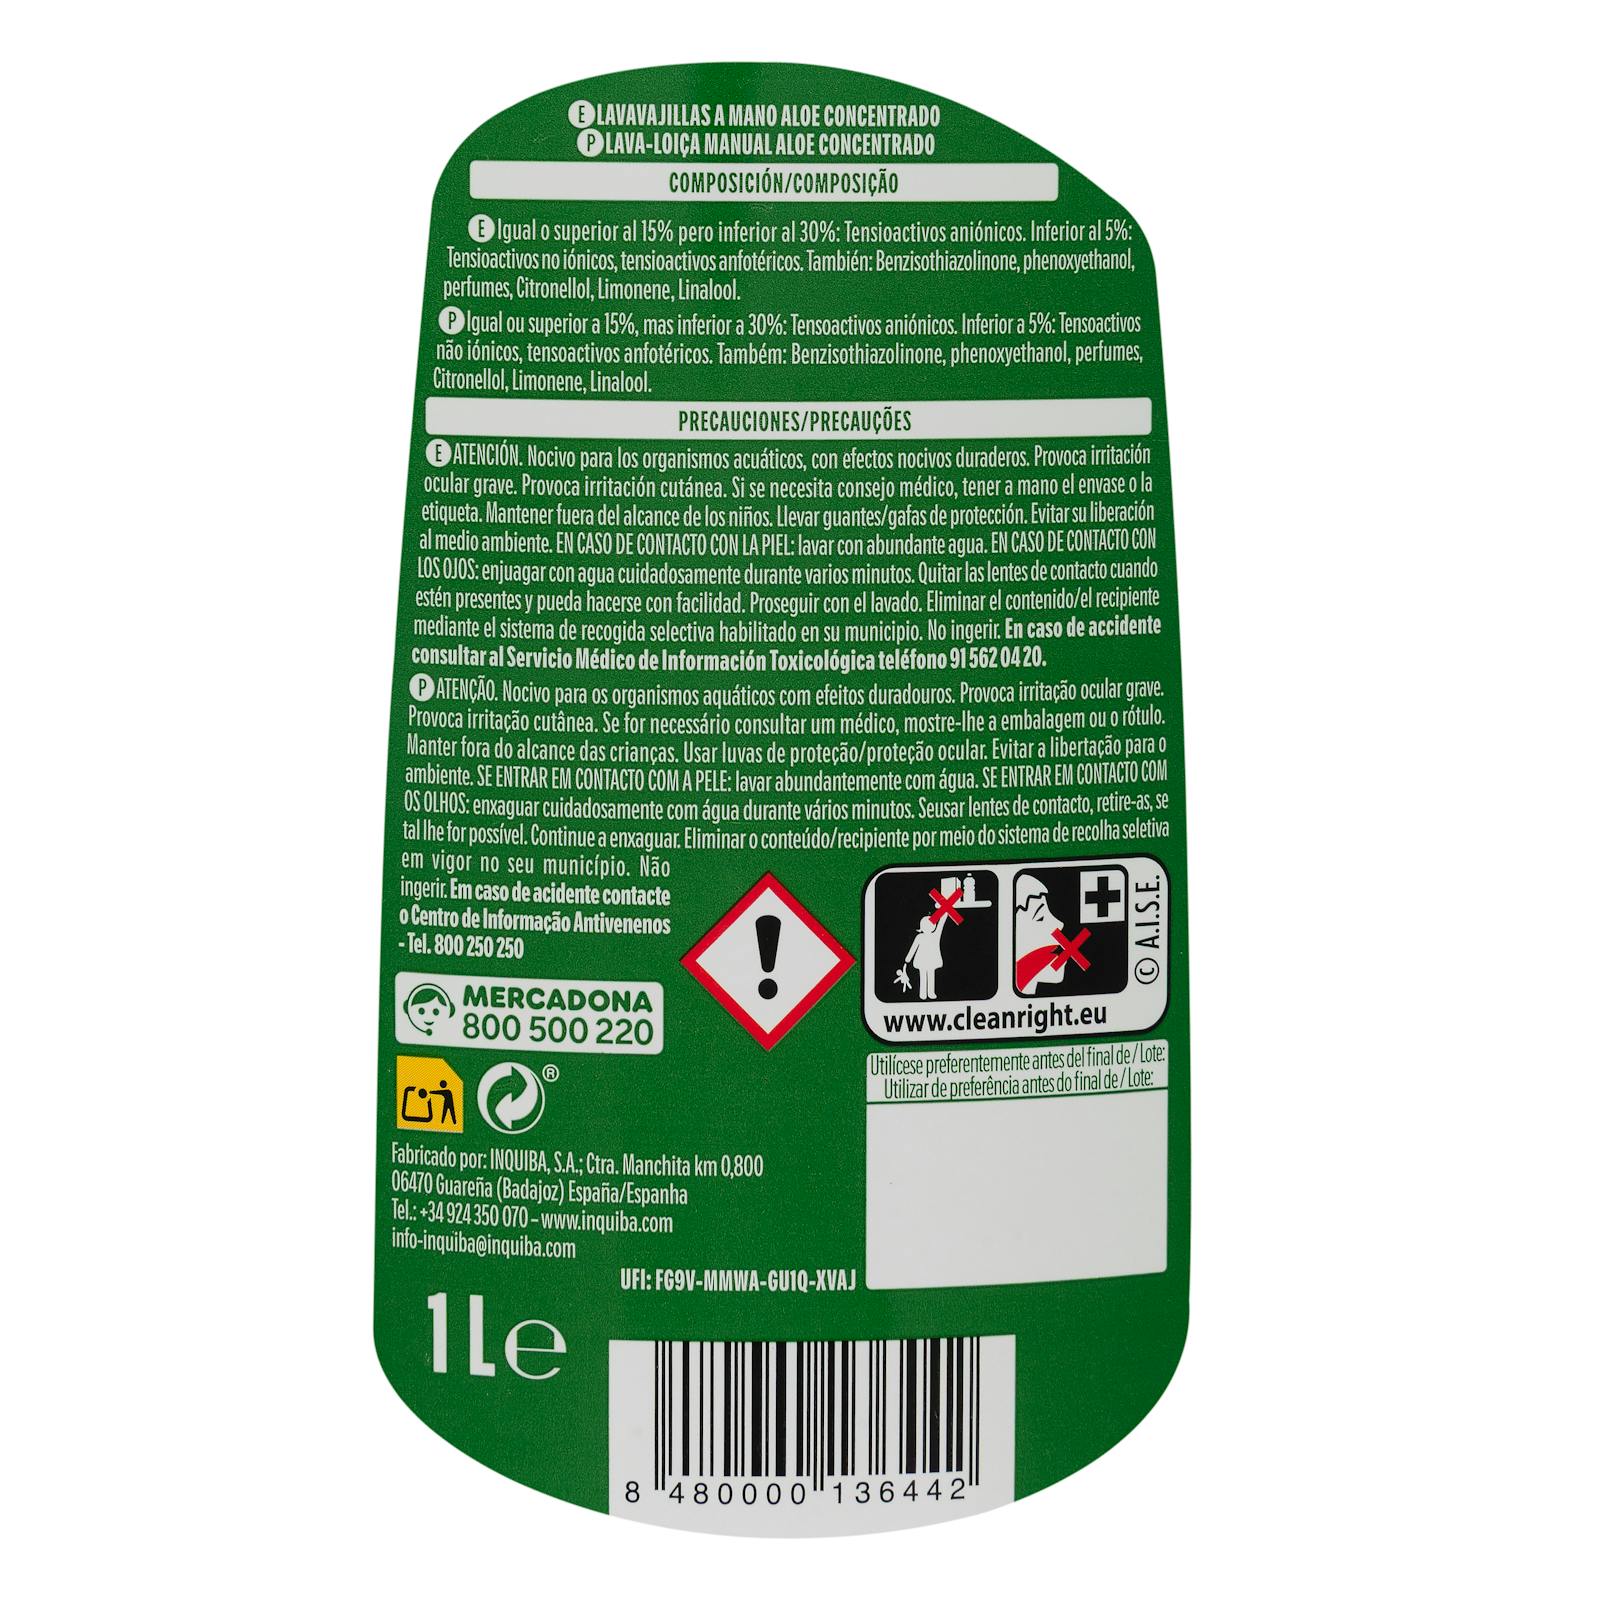 E LAVAVAJILLAS A MANO ALOE CONCENTRADO
P LAVA-LOIÇA MANUAL ALOE CONCENTRADO
COMPOSICIÓN/COMPOSIÇÃO
E Igual o superior al 15% pero inferior al 30%: Tensioactivos aniónicos. Inferior al 5%:
Tensioactivos no iónicos, tensioactivos anfotéricos. También: Benzisothiazolinone, phenoxyethanol,
perfumes, Citronellol, Limonene, Linalool.
P Igual ou superior a 15%, mas inferior a 30%: Tensoactivos aniónicos. Inferior a 5%: Tensoactivos
não iónicos, tensoactivos anfotéricos. Também: Benzisothiazolinone, phenoxyethanol, perfumes,
Citronellol, Limonene, Linalool.
PRECAUCIONES/PRECAUÇÕES
E ATENCIÓN. Nocivo para los organismos acuáticos, con efectos nocivos duraderos. Provoca irritación
ocular grave. Provoca irritación cutánea. Si se necesita consejo médico, tener a mano el envase o la
etiqueta. Mantener fuera del alcance de los niños. Llevar guantes/gafas de protección. Evitar su liberación
al medio ambiente. EN CASO DE CONTACTO CON LA PIEL: lavar con abundante agua. EN CASO DE CONTACTO CON
LOS OJOS: enjuagar con agua cuidadosamente durante varios minutos. Quitar las lentes de contacto cuando
estén presentes y pueda hacerse con facilidad. Proseguir con el lavado. Eliminar el contenido/el recipiente
mediante el sistema de recogida selectiva habilitado en su municipio. No ingerir. En caso de accidente
consultar al Servicio Médico de Información Toxicológica teléfono 91 562 04 20.
P ATENÇÃO. Nocivo para os organismos aquáticos com efeitos duradouros. Provoca irritação ocular grave.
Provoca irritação cutânea. Se for necessário consultar um médico, mostre-lhe a embalagem ou o rótulo.
Manter fora do alcance das crianças. Usar luvas de proteção/proteção ocular. Evitar a libertação para o
ambiente. SE ENTRAR EM CONTACTO COM A PELE: lavar abundantemente com água. SE ENTRAR EM CONTACTO COM
OS OLHOS: enxaguar cuidadosamente com água durante vários minutos. Seusar lentes de contacto, retire-as, se
tal lhe for possível. Continue a enxaguar. Eliminar o conteúdo/recipiente por meio do sistema de recolha seletiva
em vigor no seu município. Não
ingerir. Em caso de acidente contacte
o Centro de Informação Antivenenos
- Tel. 800 250 250
© A.I.S.E.
www.cleanright.eu
MERCADONA
800 500 220
Utilícese preferentemente antes del final de / Lote:
Utilizar de preferência antes do final de / Lote:
®
Fabricado por: INQUIBA, S.A.; Ctra. Manchita km 0,800
06470 Guareña (Badajoz) España/Espanha
Tel.: +34 924 350 070 – www.inquiba.com
info-inquiba@inquiba.com
UFI: FG9V-MMWA-GU1Q-XVAJ
1 L e
8 480000 136442